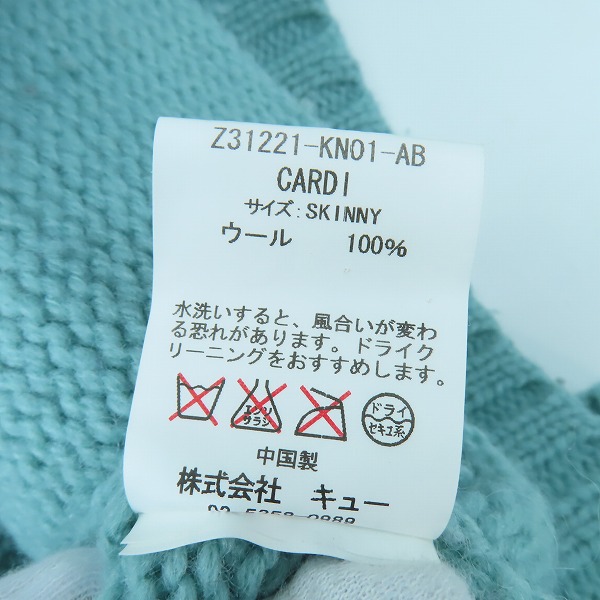 Z31221-KN01-AB
CARDI
サイズ:SKINNY
ウール 100%
水洗いすると、風合いが変わ
る恐れがあります。ドライク
リーニングをおすすめします。
エンソ
サラシ
ドライ
セキユ系
中国製
株式会社 キュー